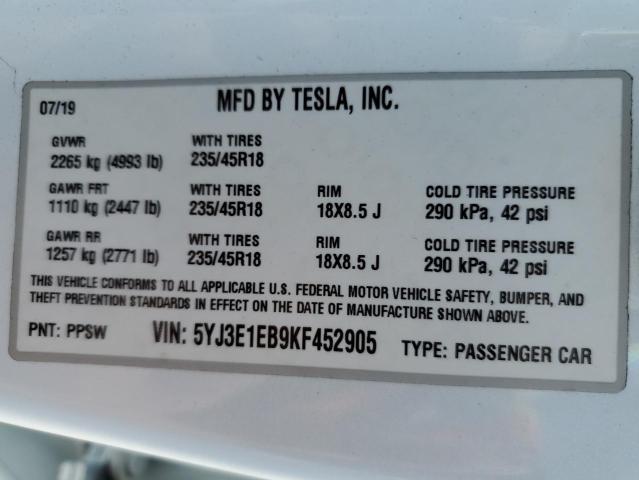 07/19 MFD BY TESLA, INC.
GVWR WITH TIRES
2265 kg (4993 lb) 235/45R18
GAWR FRT WITH TIRES RIM COLD TIRE PRESSURE
1110 kg (2447 lb) 235/45R18 18X8.5 J 290 kPa, 42 psi
GAWR RR WITH TIRES RIM COLD TIRE PRESSURE
1257 kg (2771 lb) 235/45R18 18X8.5 J 290 kPa, 42 psi
THIS VEHICLE CONFORMS TO ALL APPLICABLE U.S. FEDERAL MOTOR VEHICLE SAFETY, BUMPER, AND
THEFT PREVENTION STANDARDS IN EFFECT ON THE DATE OF MANUFACTURE SHOWN ABOVE.
PNT: PPSW VIN: 5YJ3E1EB9KF452905 TYPE: PASSENGER CAR